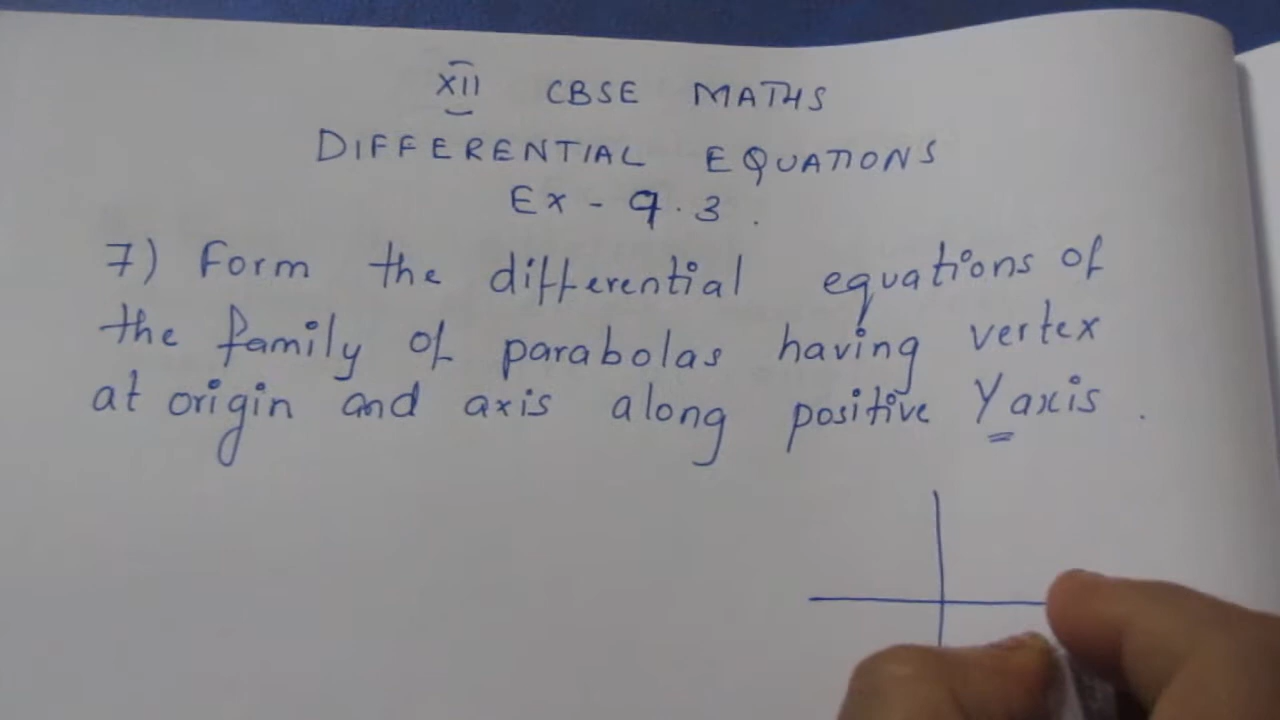 XII CBSE MATHS
DIFFERENTIAL EQUATIONS
Ex - 9.3.
7) Form the differential equations of
the family of parabolas having vertex
at origin and axis along positive Y axis.